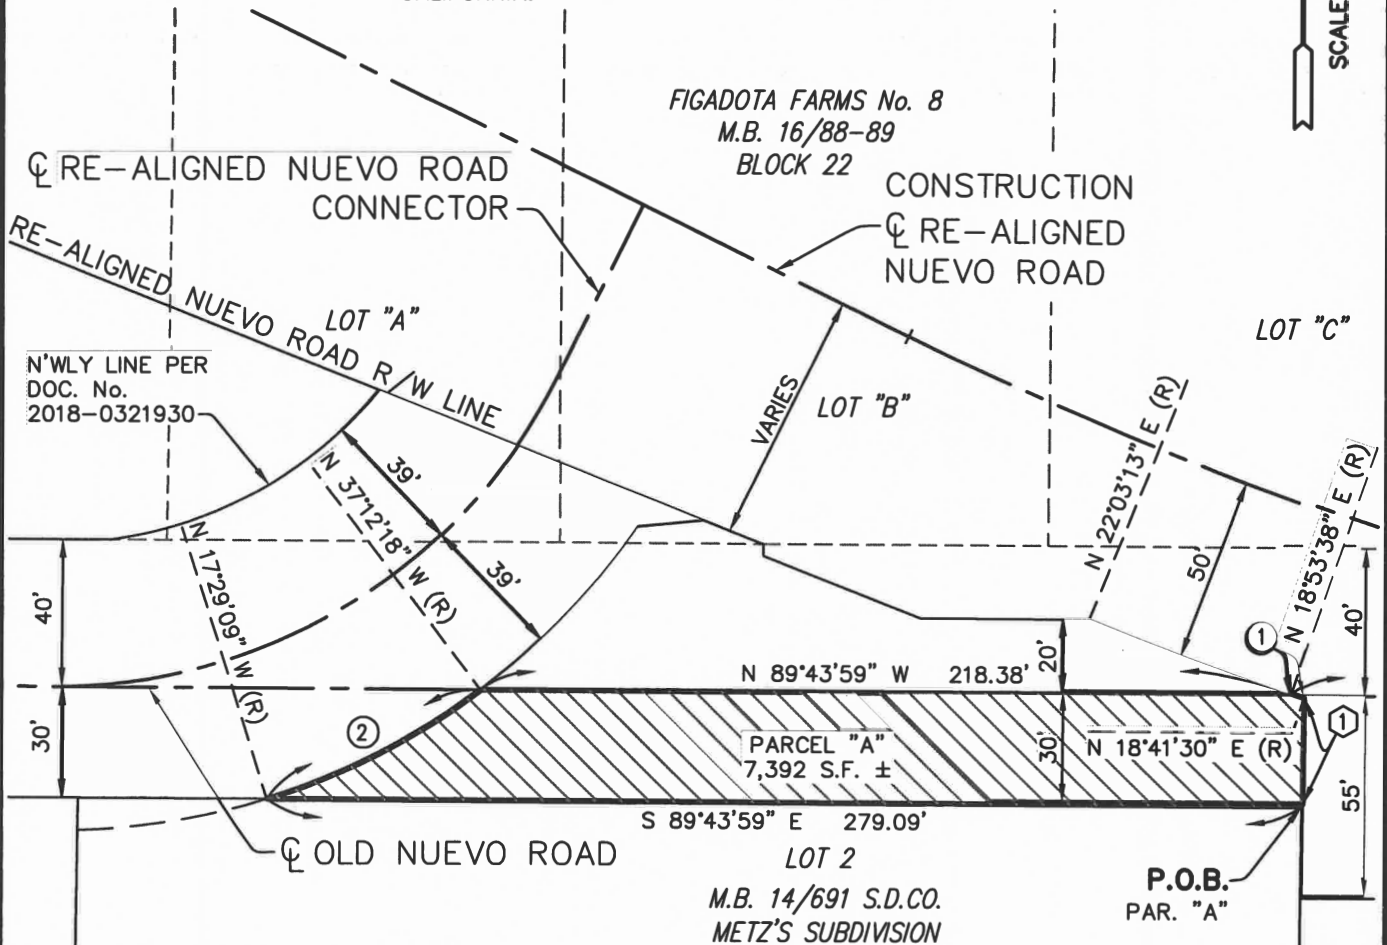 SCALE
FIGADOTA FARMS No. 8
M.B. 16/88-89
BLOCK 22
℄ RE-ALIGNED NUEVO ROAD
CONNECTOR
CONSTRUCTION
℄ RE-ALIGNED
NUEVO ROAD
RE-ALIGNED NUEVO ROAD R/W LINE
LOT "A"
LOT "C"
N'WLY LINE PER
DOC. No.
2018-0321930
VARIES
LOT "B"
N 22°03'13" E (R)
N 18°53'38" E (R)
39'
39'
N 37°12'18" W (R)
N 17°29'09" W (R)
50'
40'
40'
20'
1
N 89°43'59" W 218.38'
30'
2
PARCEL "A"
7,392 S.F. ±
30'
N 18°41'30" E (R)
1
55'
S 89°43'59" E 279.09'
℄ OLD NUEVO ROAD
LOT 2
M.B. 14/691 S.D.CO.
METZ'S SUBDIVISION
P.O.B.
PAR. "A"